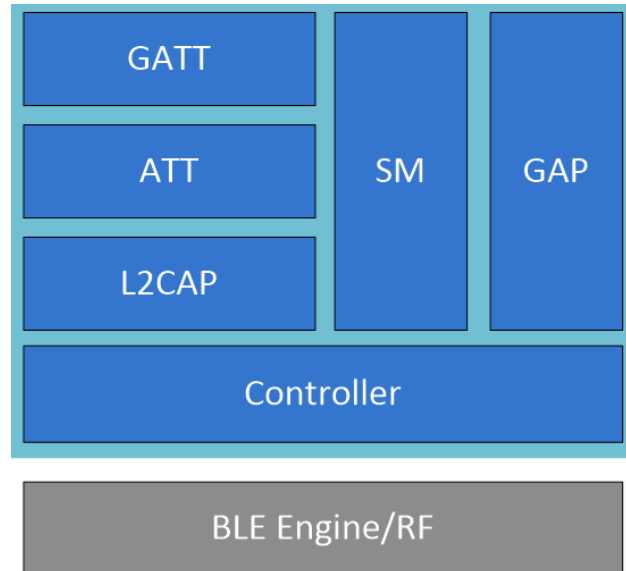 GATT
ATT
L2CAP
SM
GAP
Controller
BLE Engine/RF